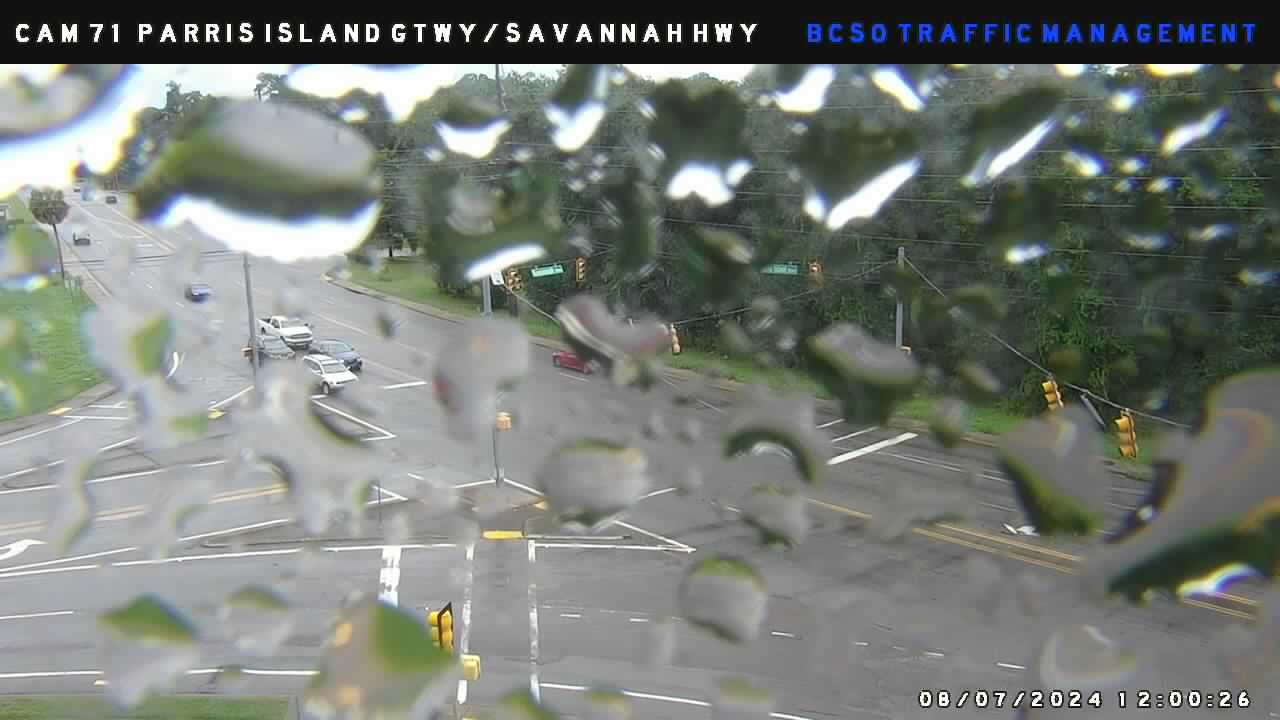 CAM 71 PARRIS ISLAND GTWY/SAVANNAH HWY BCSO TRAFFIC MANAGEMENT
08/07/2024 12:00:26